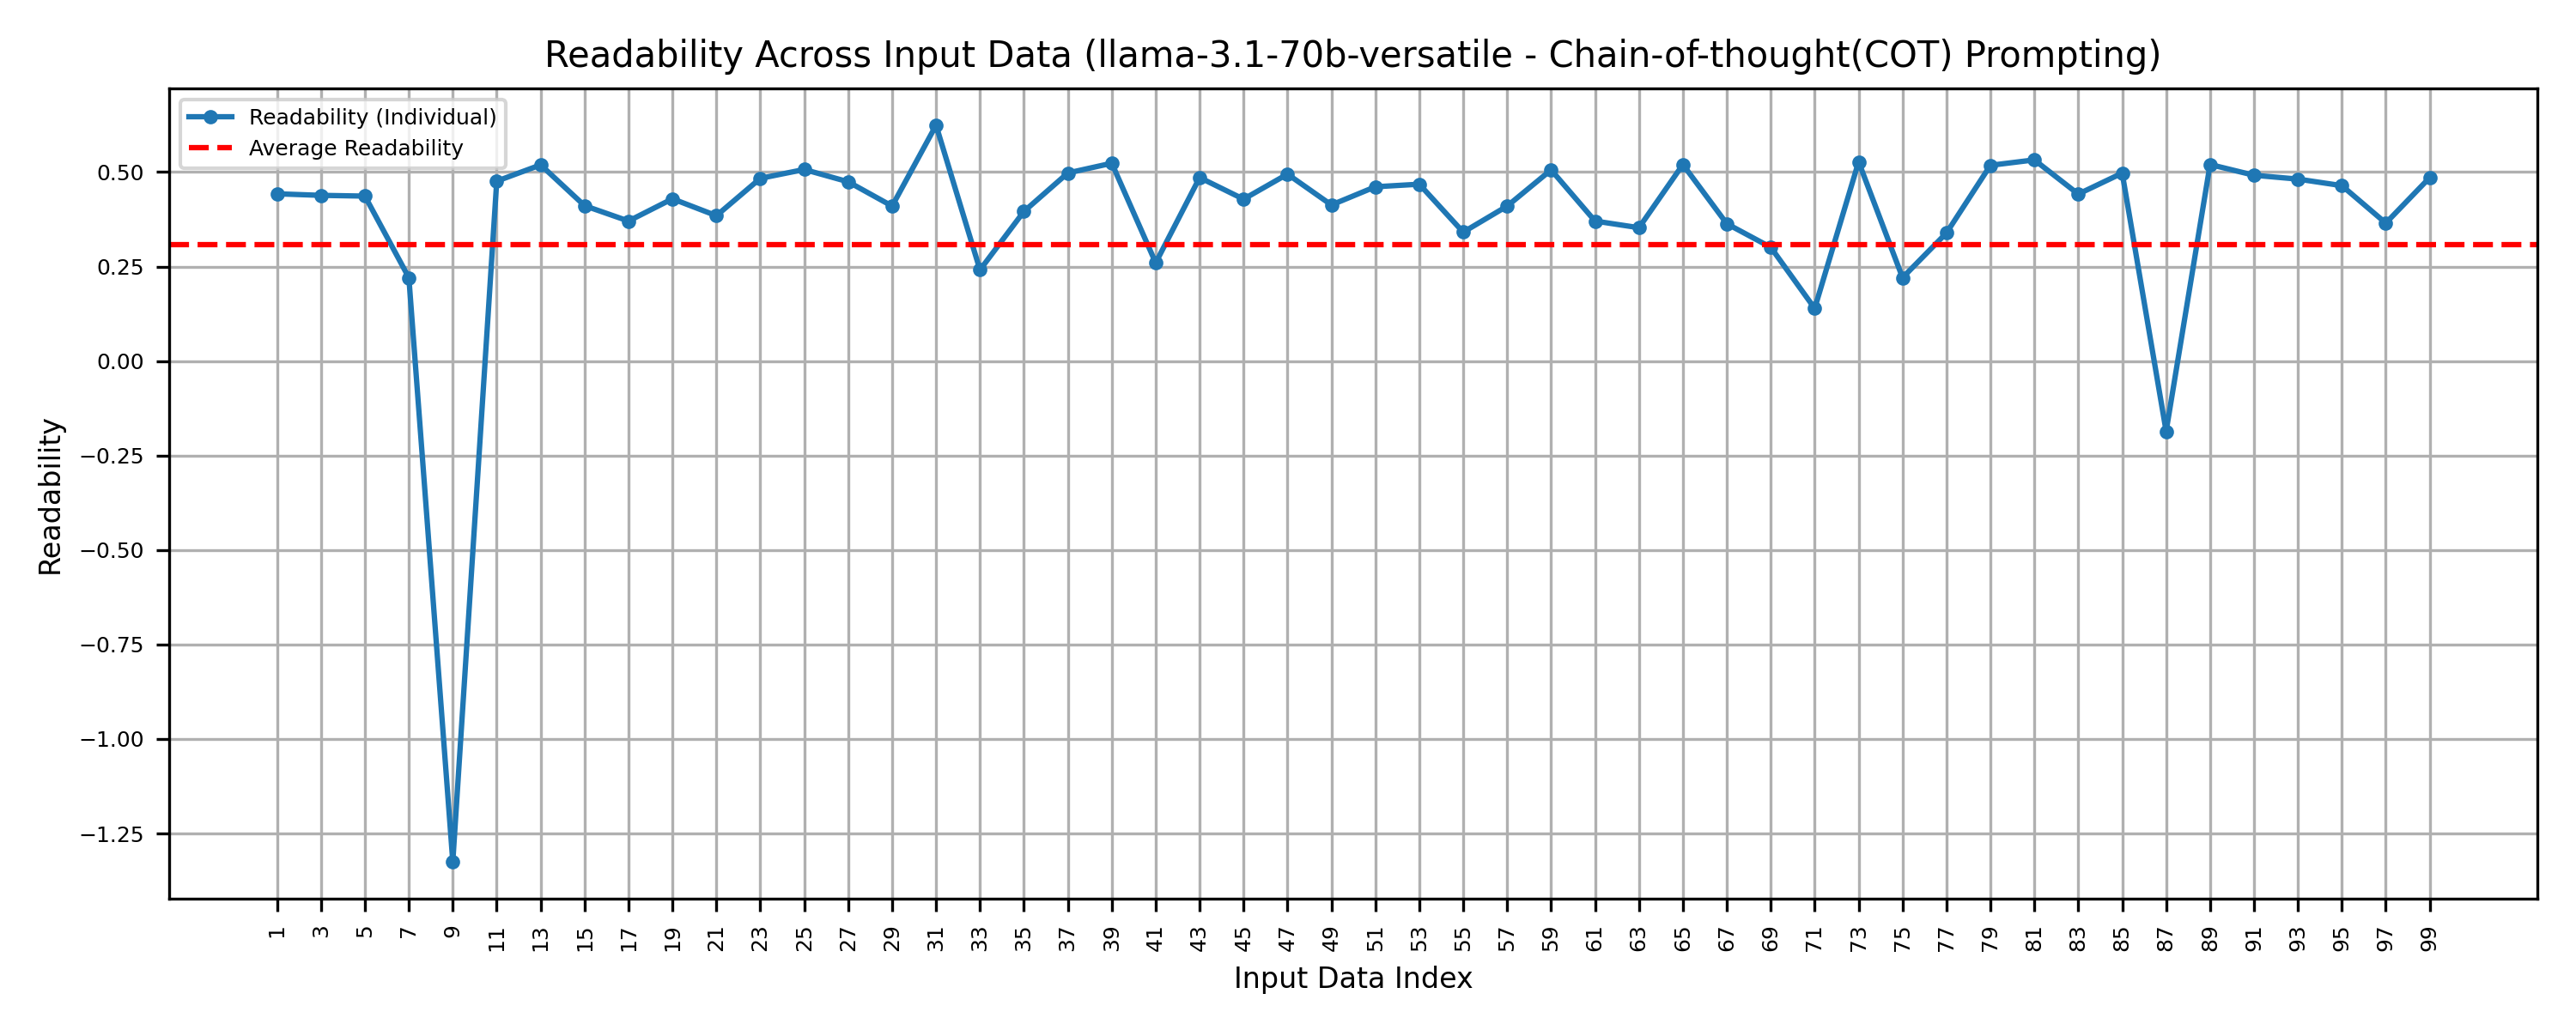 Readability Across Input Data (llama-3.1-70b-versatile - Chain-of-thought(COT) Prompting)
Readability (Individual)
Average Readability
0.50
0.25
0.00
−0.25
−0.50
−0.75
−1.00
−1.25
Readability
1 3 5 7 9 11 13 15 17 19 21 23 25 27 29 31 33 35 37 39 41 43 45 47 49 51 53 55 57 59 61 63 65 67 69 71 73 75 77 79 81 83 85 87 89 91 93 95 97 99
Input Data Index